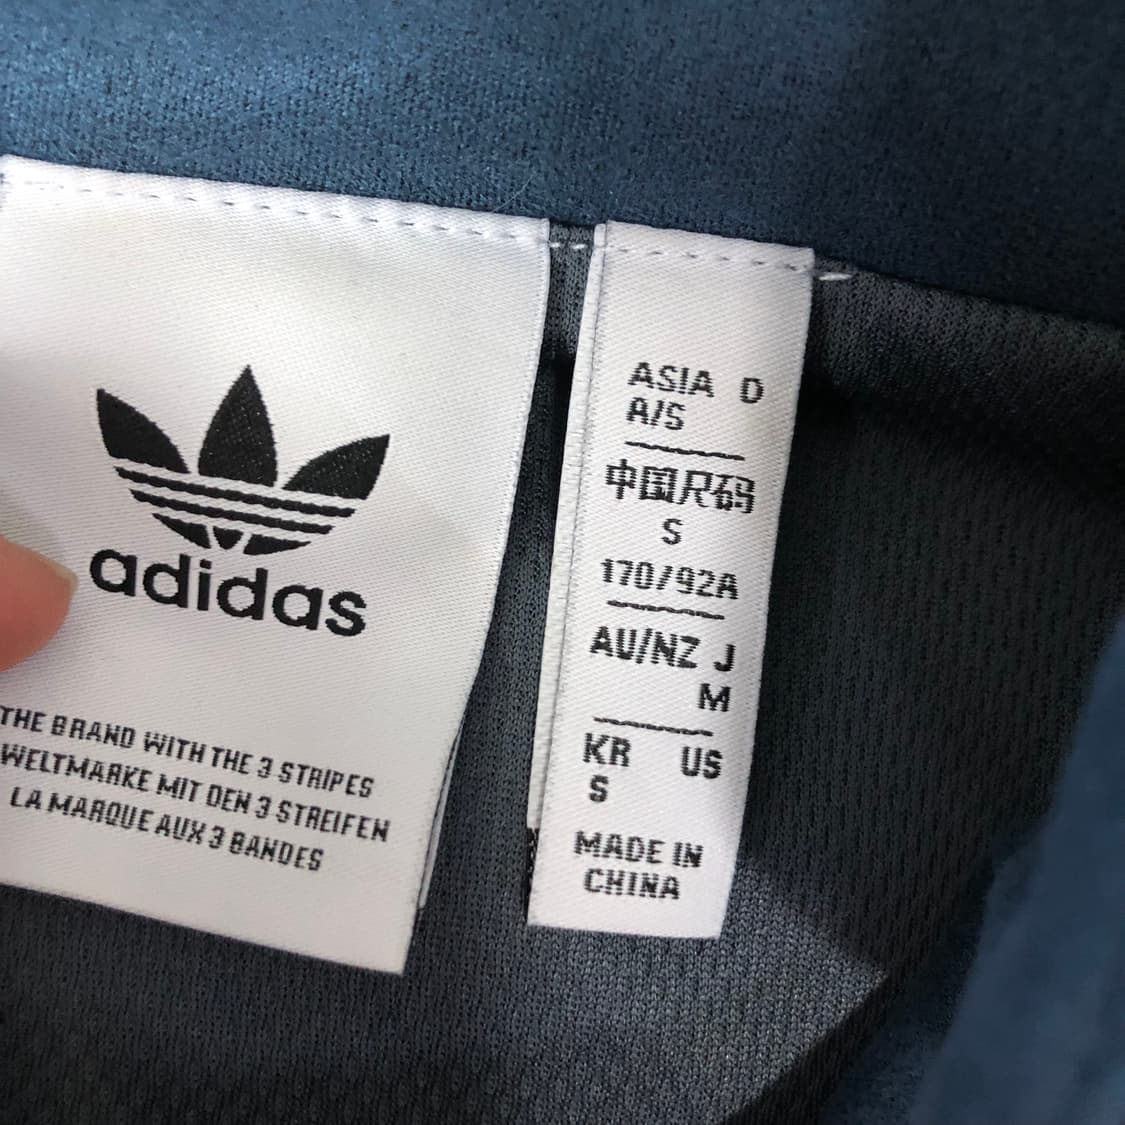 adidas
THE BRAND WITH THE 3 STRIPES
WELTMARKE MIT DEN 3 STREIFEN
LA MARQUE AUX 3 BANDES
ASIA D
A/S
中国尺码
S
170/92A
AU/NZ J
M
KR US
S
MADE IN
CHINA